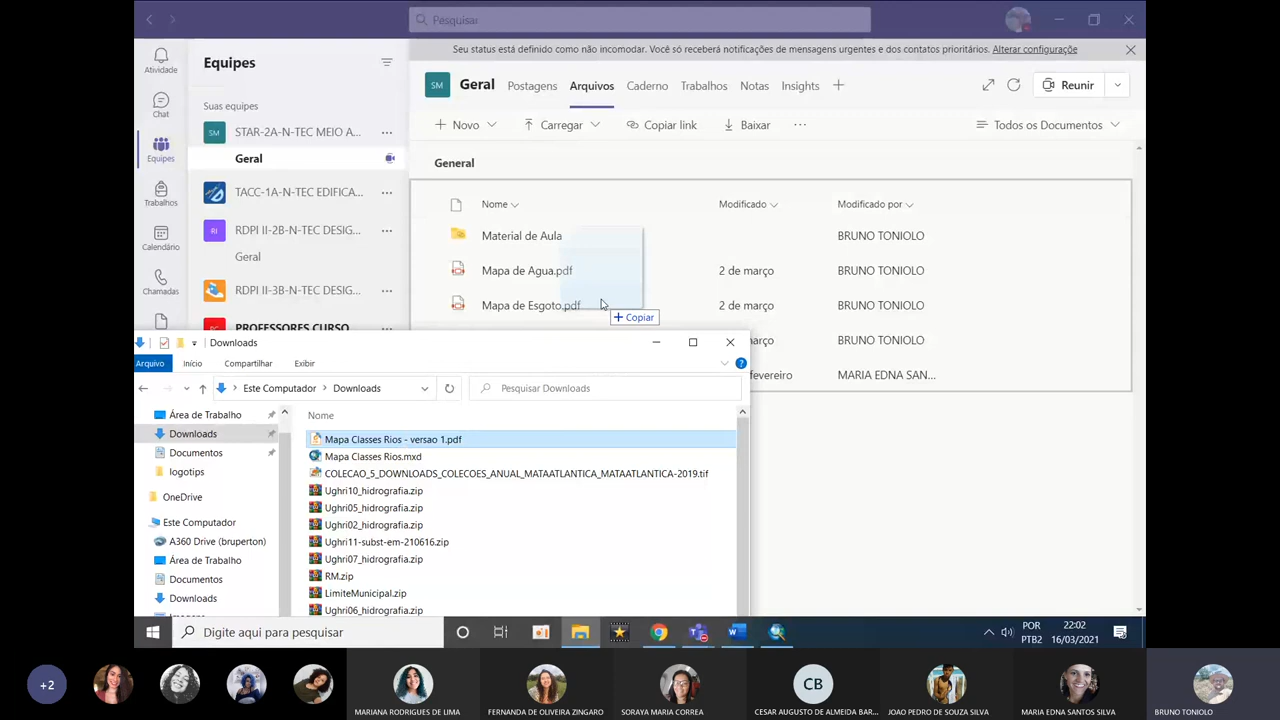 Pesquisar
Seu status está definido como não incomodar. Você só receberá notificações de mensagens urgentes e dos contatos prioritários. Alterar configuraçõe
Atividade
Chat
Equipes
Trabalhos
Calendário
Chamadas
Equipes
Suas equipes
SM STAR-2A-N-TEC MEIO A... ...
Geral
TACC-1A-N-TEC EDIFICA... ...
RI RDPI II-2B-N-TEC DESIG... ...
Geral
RDPI II-3B-N-TEC DESIG... ...
PROFESSORES CURSO
SM Geral Postagens Arquivos Caderno Trabalhos Notas Insights Reunir
Novo Carregar Copiar link Baixar ... Todos os Documentos
General
Nome Modificado Modificado por
Material de Aula BRUNO TONIOLO
Mapa de Agua.pdf 2 de março BRUNO TONIOLO
Mapa de Esgoto.pdf 2 de março BRUNO TONIOLO
+ Copiar
março BRUNO TONIOLO
fevereiro MARIA EDNA SAN...
Downloads
Arquivo Início Compartilhar Exibir
Este Computador Downloads Pesquisar Downloads
Área de Trabalho
Downloads
Documentos
logotips
OneDrive
Este Computador
A360 Drive (bruperton)
Área de Trabalho
Documentos
Downloads
Nome
Mapa Classes Rios - versao 1.pdf
Mapa Classes Rios.mxd
COLECAO_5_DOWNLOADS_COLECOES_ANUAL_MATAATLANTICA_MATAATLANTICA-2019.tif
Ughri10_hidrografia.zip
Ughri05_hidrografia.zip
Ughri02_hidrografia.zip
Ughri11-subst-em-210616.zip
Ughri07_hidrografia.zip
RM.zip
LimiteMunicipal.zip
Ughri06_hidrografia.zip
Digite aqui para pesquisar
POR
PTB2
22:02
16/03/2021
+2
MARIANA RODRIGUES DE LIMA
FERNANDA DE OLIVEIRA ZINGARO
SORAYA MARIA CORREA
CB
CESAR AUGUSTO DE ALMEIDA BAR...
JOAO PEDRO DE SOUZA SILVA
MARIA EDNA SANTOS SILVA
BRUNO TONIOLO